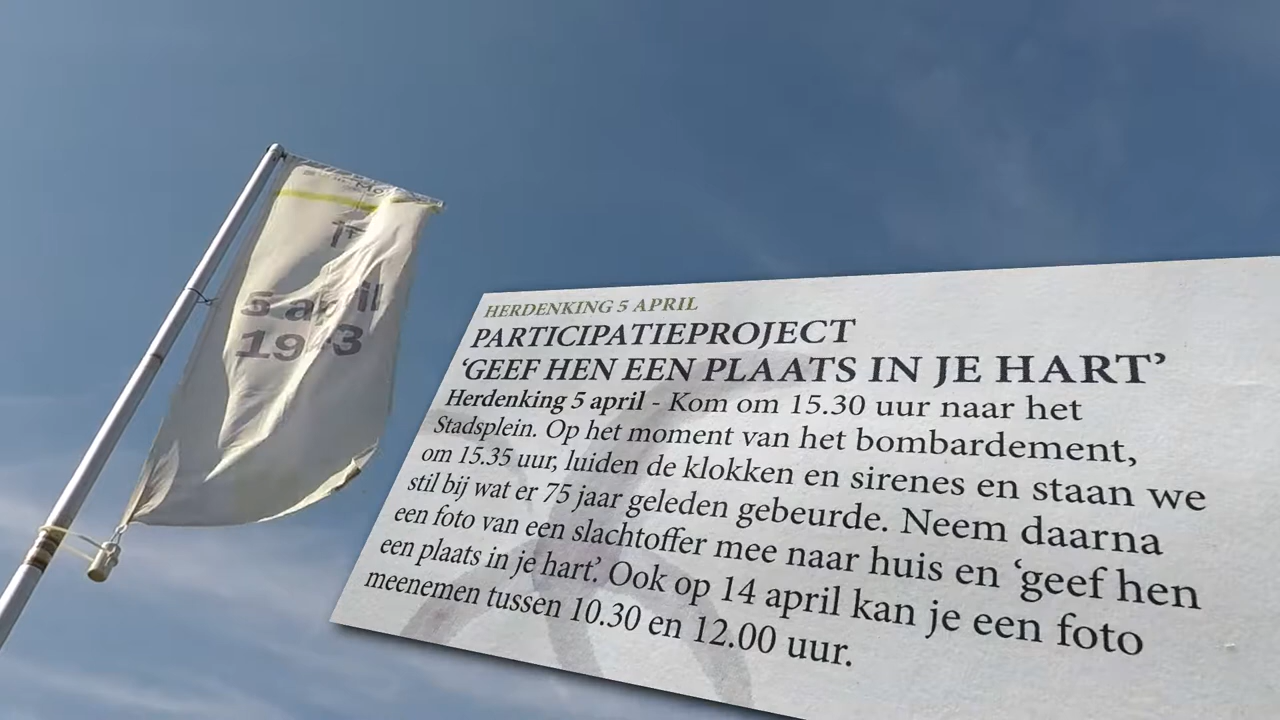 5 april
1943
HERDENKING 5 APRIL
PARTICIPATIEPROJECT
‘GEEF HEN EEN PLAATS IN JE HART’
Herdenking 5 april - Kom om 15.30 uur naar het
Stadsplein. Op het moment van het bombardement,
om 15.35 uur, luiden de klokken en sirenes en staan we
stil bij wat er 75 jaar geleden gebeurde. Neem daarna
een foto van een slachtoffer mee naar huis en ‘geef hen
een plaats in je hart’. Ook op 14 april kan je een foto
meenemen tussen 10.30 en 12.00 uur.